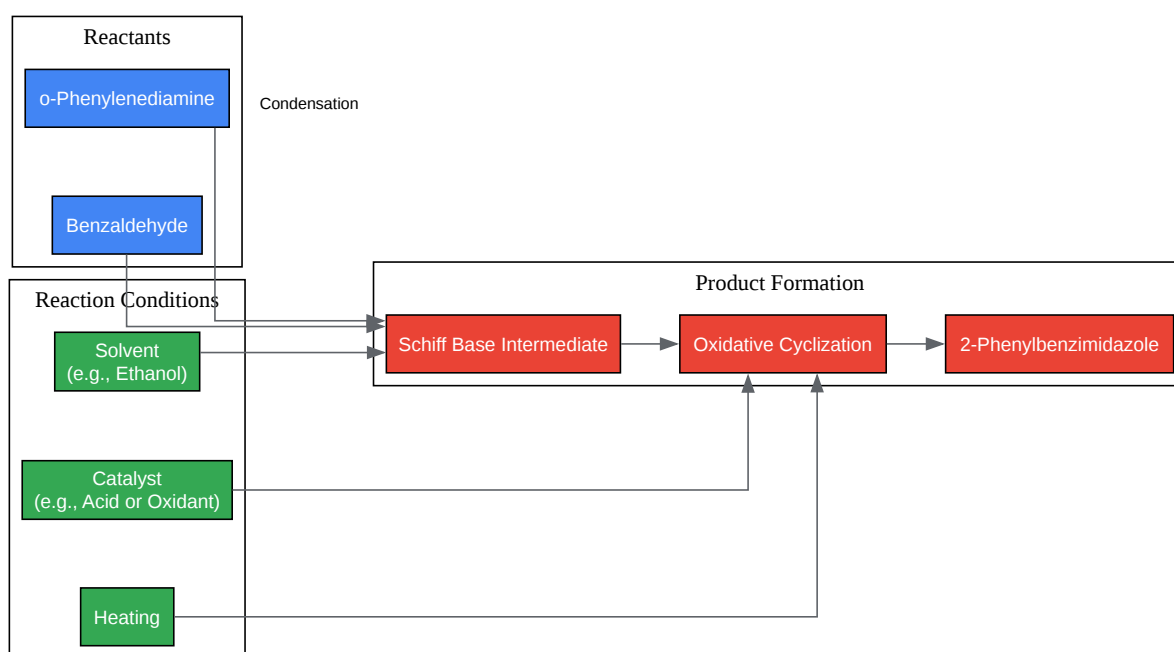 Reactants
o-Phenylenediamine
Condensation
Benzaldehyde
Reaction Conditions
Solvent
(e.g., Ethanol)
Catalyst
(e.g., Acid or Oxidant)
Heating
Product Formation
Schiff Base Intermediate
Oxidative Cyclization
2-Phenylbenzimidazole